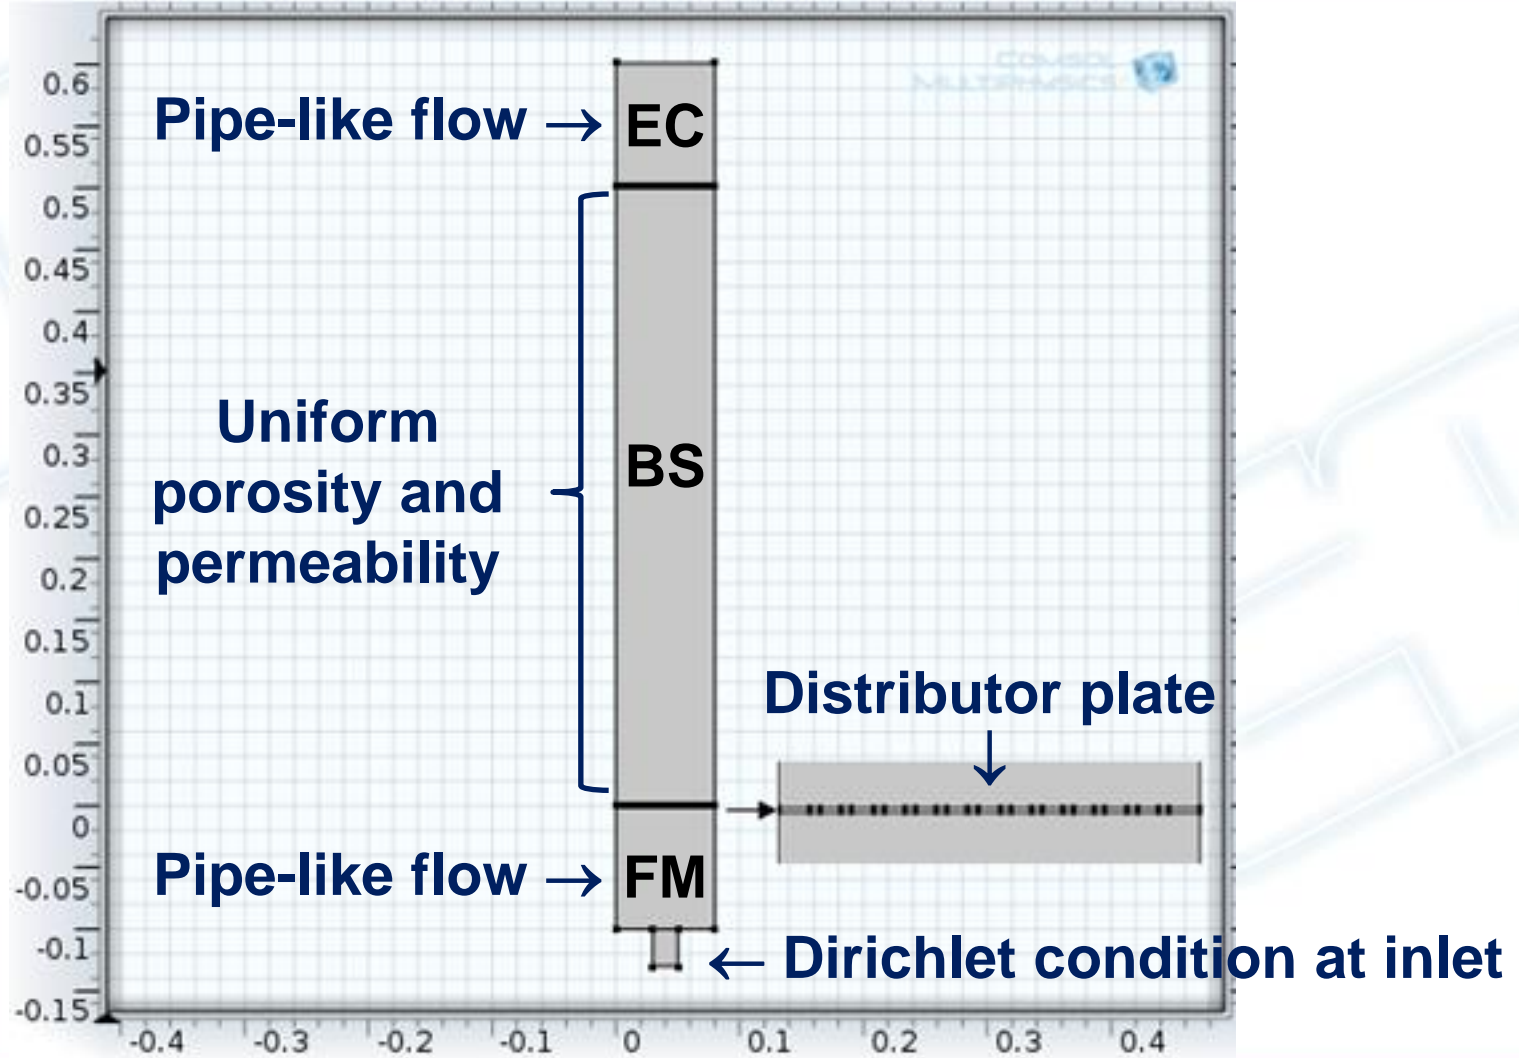 COMSOL
MULTIPHYSICS
0.6
Pipe-like flow → EC
0.55
0.5
0.45
0.4
0.35
Uniform
porosity and
permeability
BS
0.3
0.25
0.2
0.15
0.1
Distributor plate
0.05
0
Pipe-like flow → FM
-0.05
-0.1
← Dirichlet condition at inlet
-0.15
-0.4 -0.3 -0.2 -0.1 0 0.1 0.2 0.3 0.4